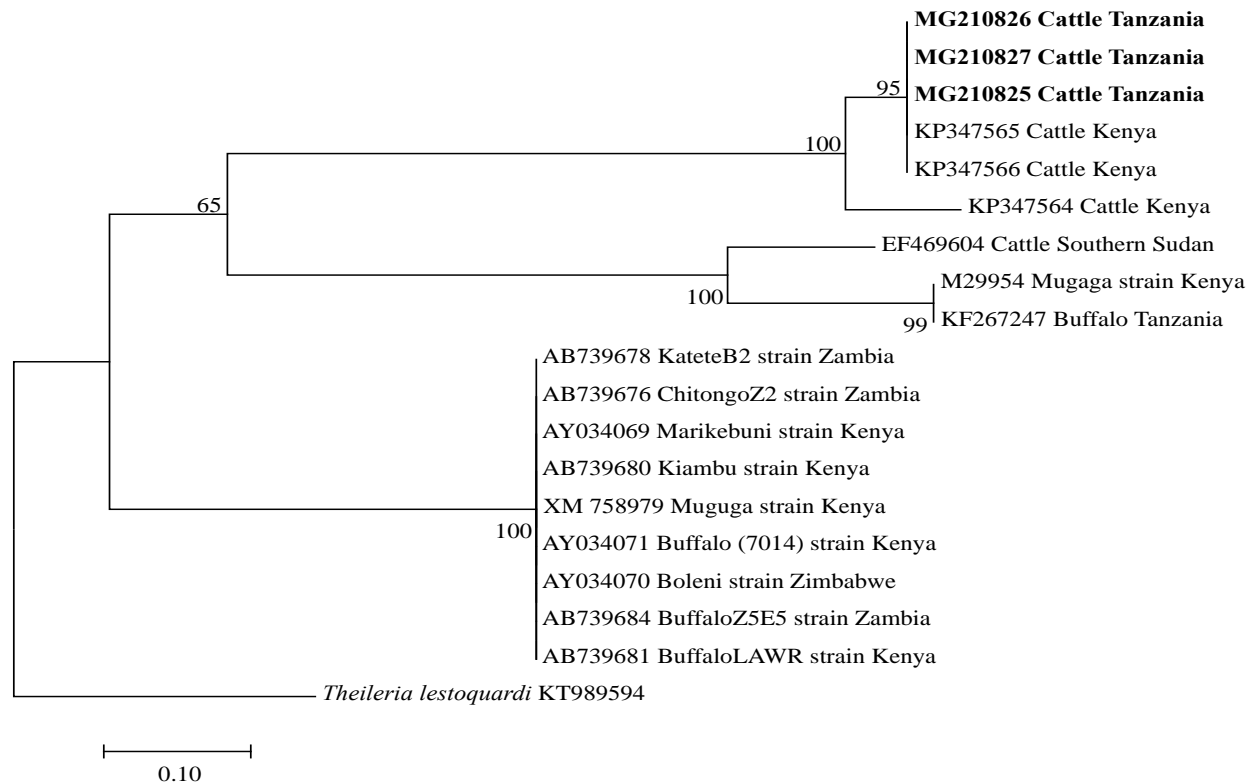 MG210826 Cattle Tanzania
MG210827 Cattle Tanzania
95
MG210825 Cattle Tanzania
KP347565 Cattle Kenya
100
KP347566 Cattle Kenya
65
KP347564 Cattle Kenya
EF469604 Cattle Southern Sudan
M29954 Mugaga strain Kenya
100
KF267247 Buffalo Tanzania
99
AB739678 KateteB2 strain Zambia
AB739676 ChitongoZ2 strain Zambia
AY034069 Marikebuni strain Kenya
AB739680 Kiambu strain Kenya
XM 758979 Muguga strain Kenya
100
AY034071 Buffalo (7014) strain Kenya
AY034070 Boleni strain Zimbabwe
AB739684 BuffaloZ5E5 strain Zambia
AB739681 BuffaloLAWR strain Kenya
Theileria lestoquardi KT989594
0.10